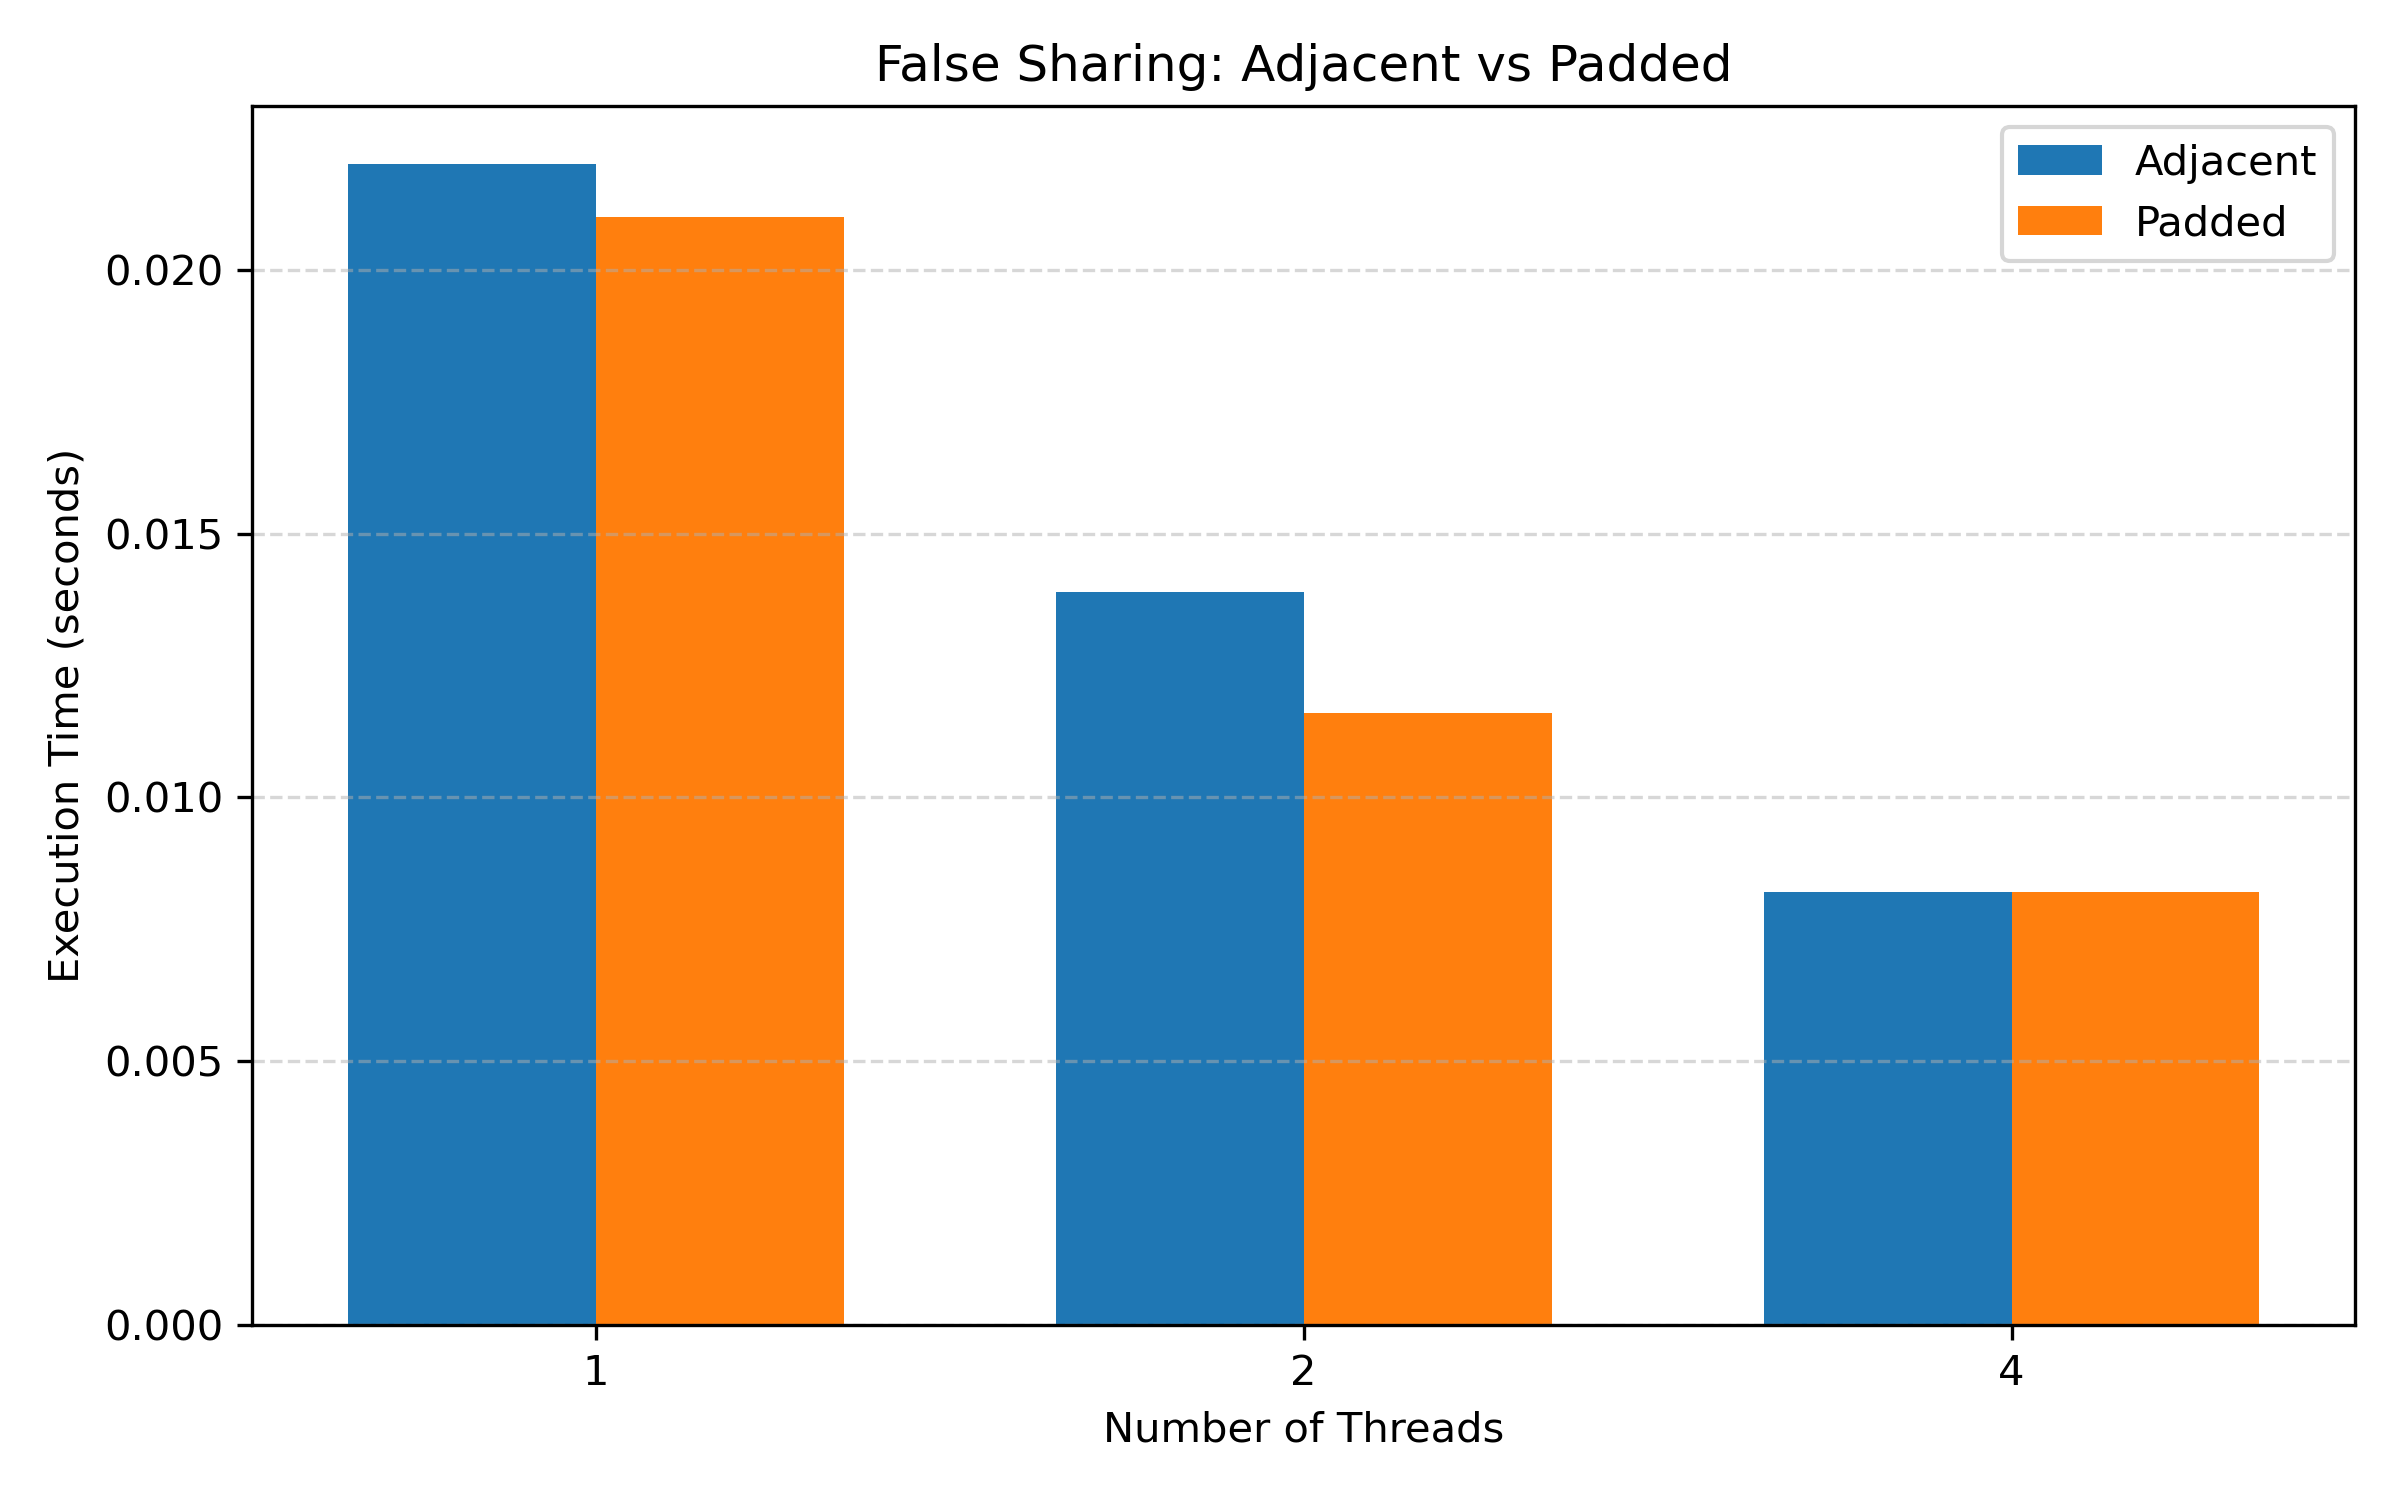 False Sharing: Adjacent vs Padded
Adjacent
Padded
Execution Time (seconds)
0.020
0.015
0.010
0.005
0.000
1
2
4
Number of Threads